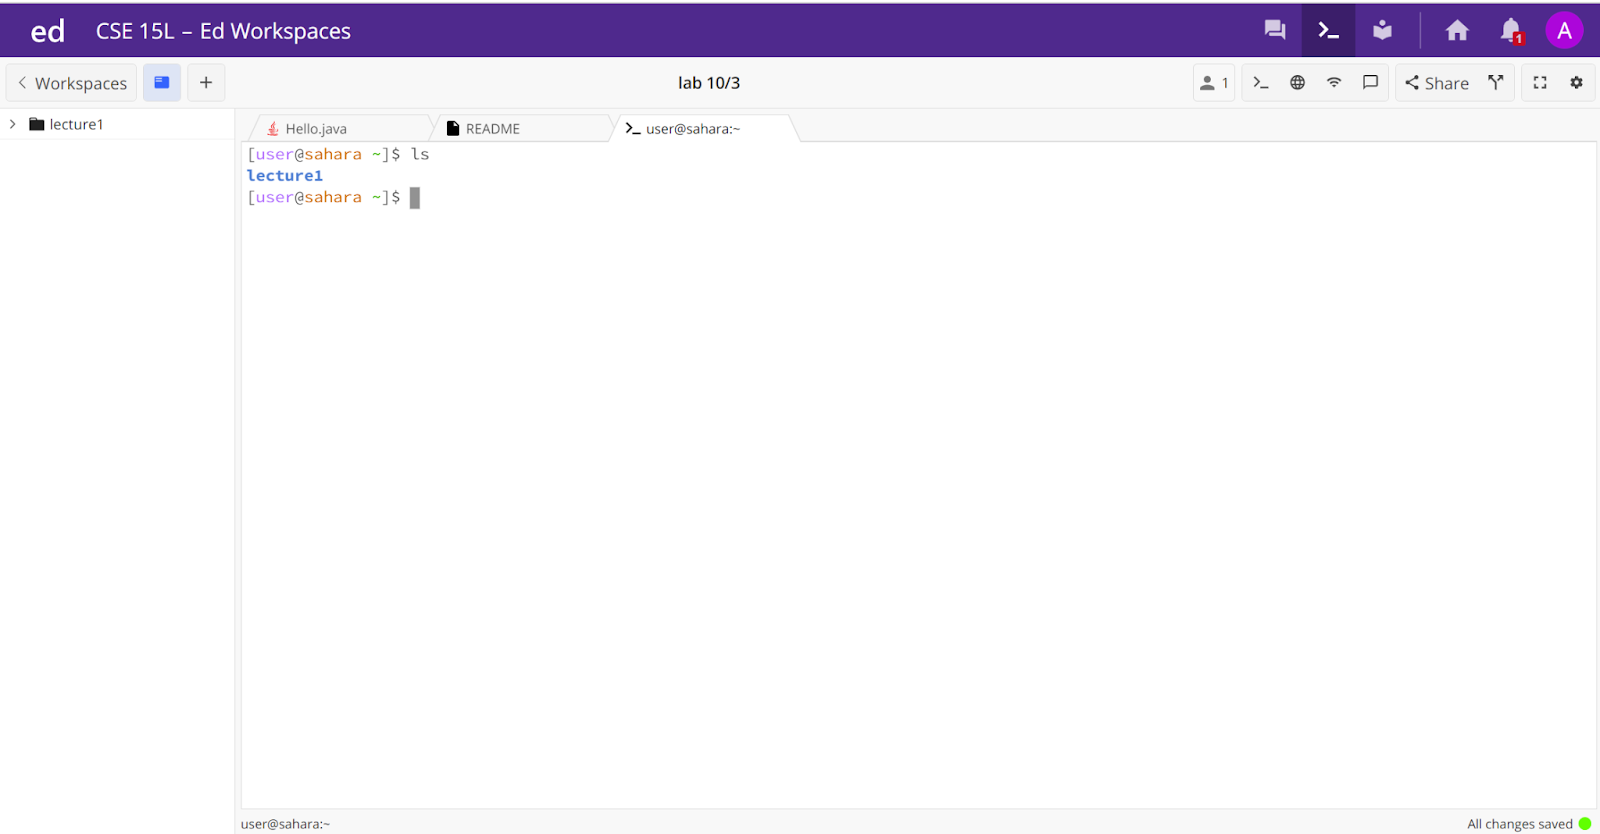 ed CSE 15L – Ed Workspaces 1 A
Workspaces lab 10/3 1 Share
lecture1 Hello.java README user@sahara:~
[user@sahara ~]$ ls
lecture1
[user@sahara ~]$
user@sahara:~ All changes saved